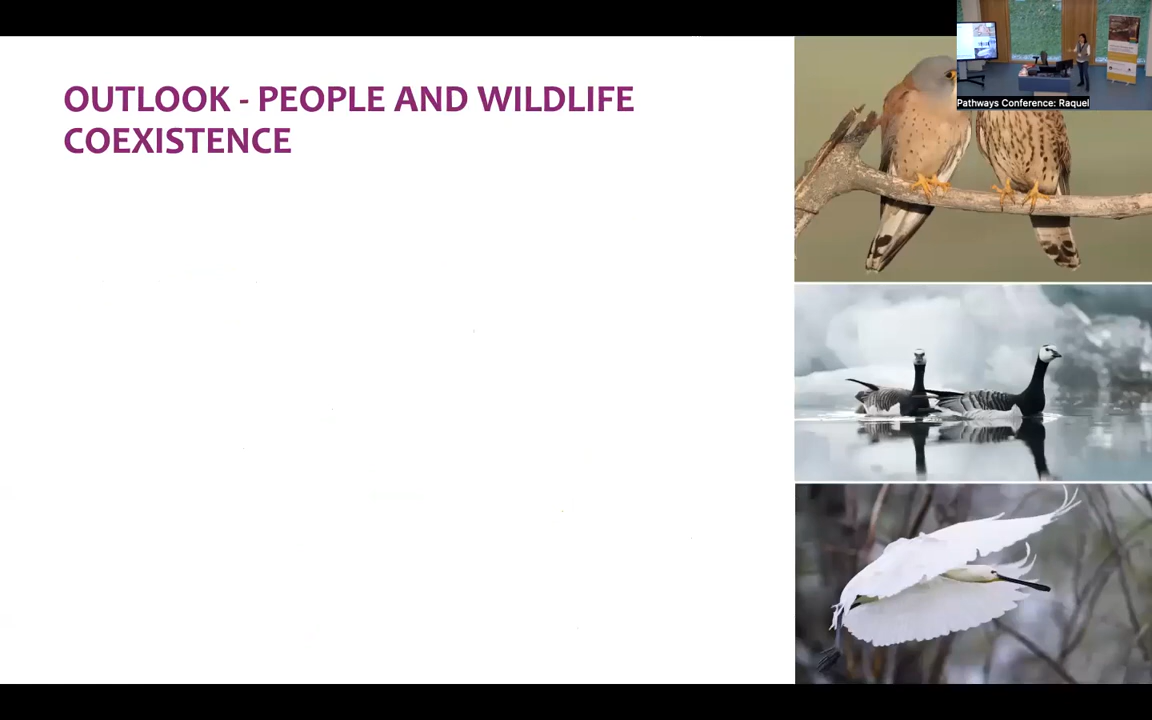 OUTLOOK - PEOPLE AND WILDLIFE
COEXISTENCE
Pathways Conference: Raquel